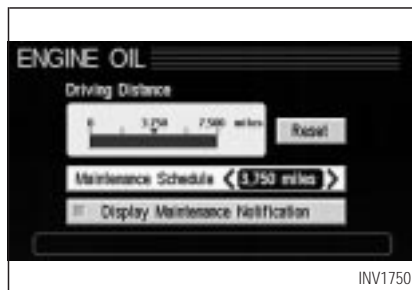 ENGINE OIL
Driving Distance
0 3,750 7,500 miles
Reset
Maintenance Schedule 3,750 miles
Display Maintenance Notification
INV1750